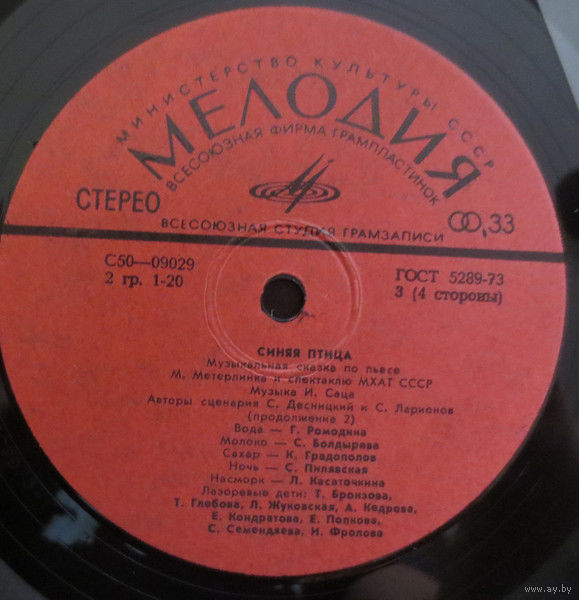 МИНИСТЕРСТВО КУЛЬТУРЫ СССР
МЕЛОДИЯ
ВСЕСОЮЗНАЯ ФИРМА ГРАМПЛАСТИНОК
СТЕРЕО
33
ВСЕСОЮЗНАЯ СТУДИЯ ГРАМЗАПИСИ
С50—09029
2 гр. 1-20
ГОСТ 5289-73
3 (4 стороны)
СИНЯЯ ПТИЦА
Музыкальная сказка по пьесе
М. Метерлинка и спектаклю МХАТ СССР
Музыка И. Саца
Авторы сценария С. Десницкий и С. Ларионов
(продолжение 2)
Вода — Г. Ромодина
Молоко — С. Болдырева
Сахар — К. Градополов
Ночь — С. Пилявская
Насморк — Л. Касаточкина
Лазоревые дети: Т. Бронзова,
Т. Глебова, Л. Жуковская, А. Кедрова,
Е. Кондратова, Е. Попкова,
С. Семендяева, И. Фролова
www.ay.by